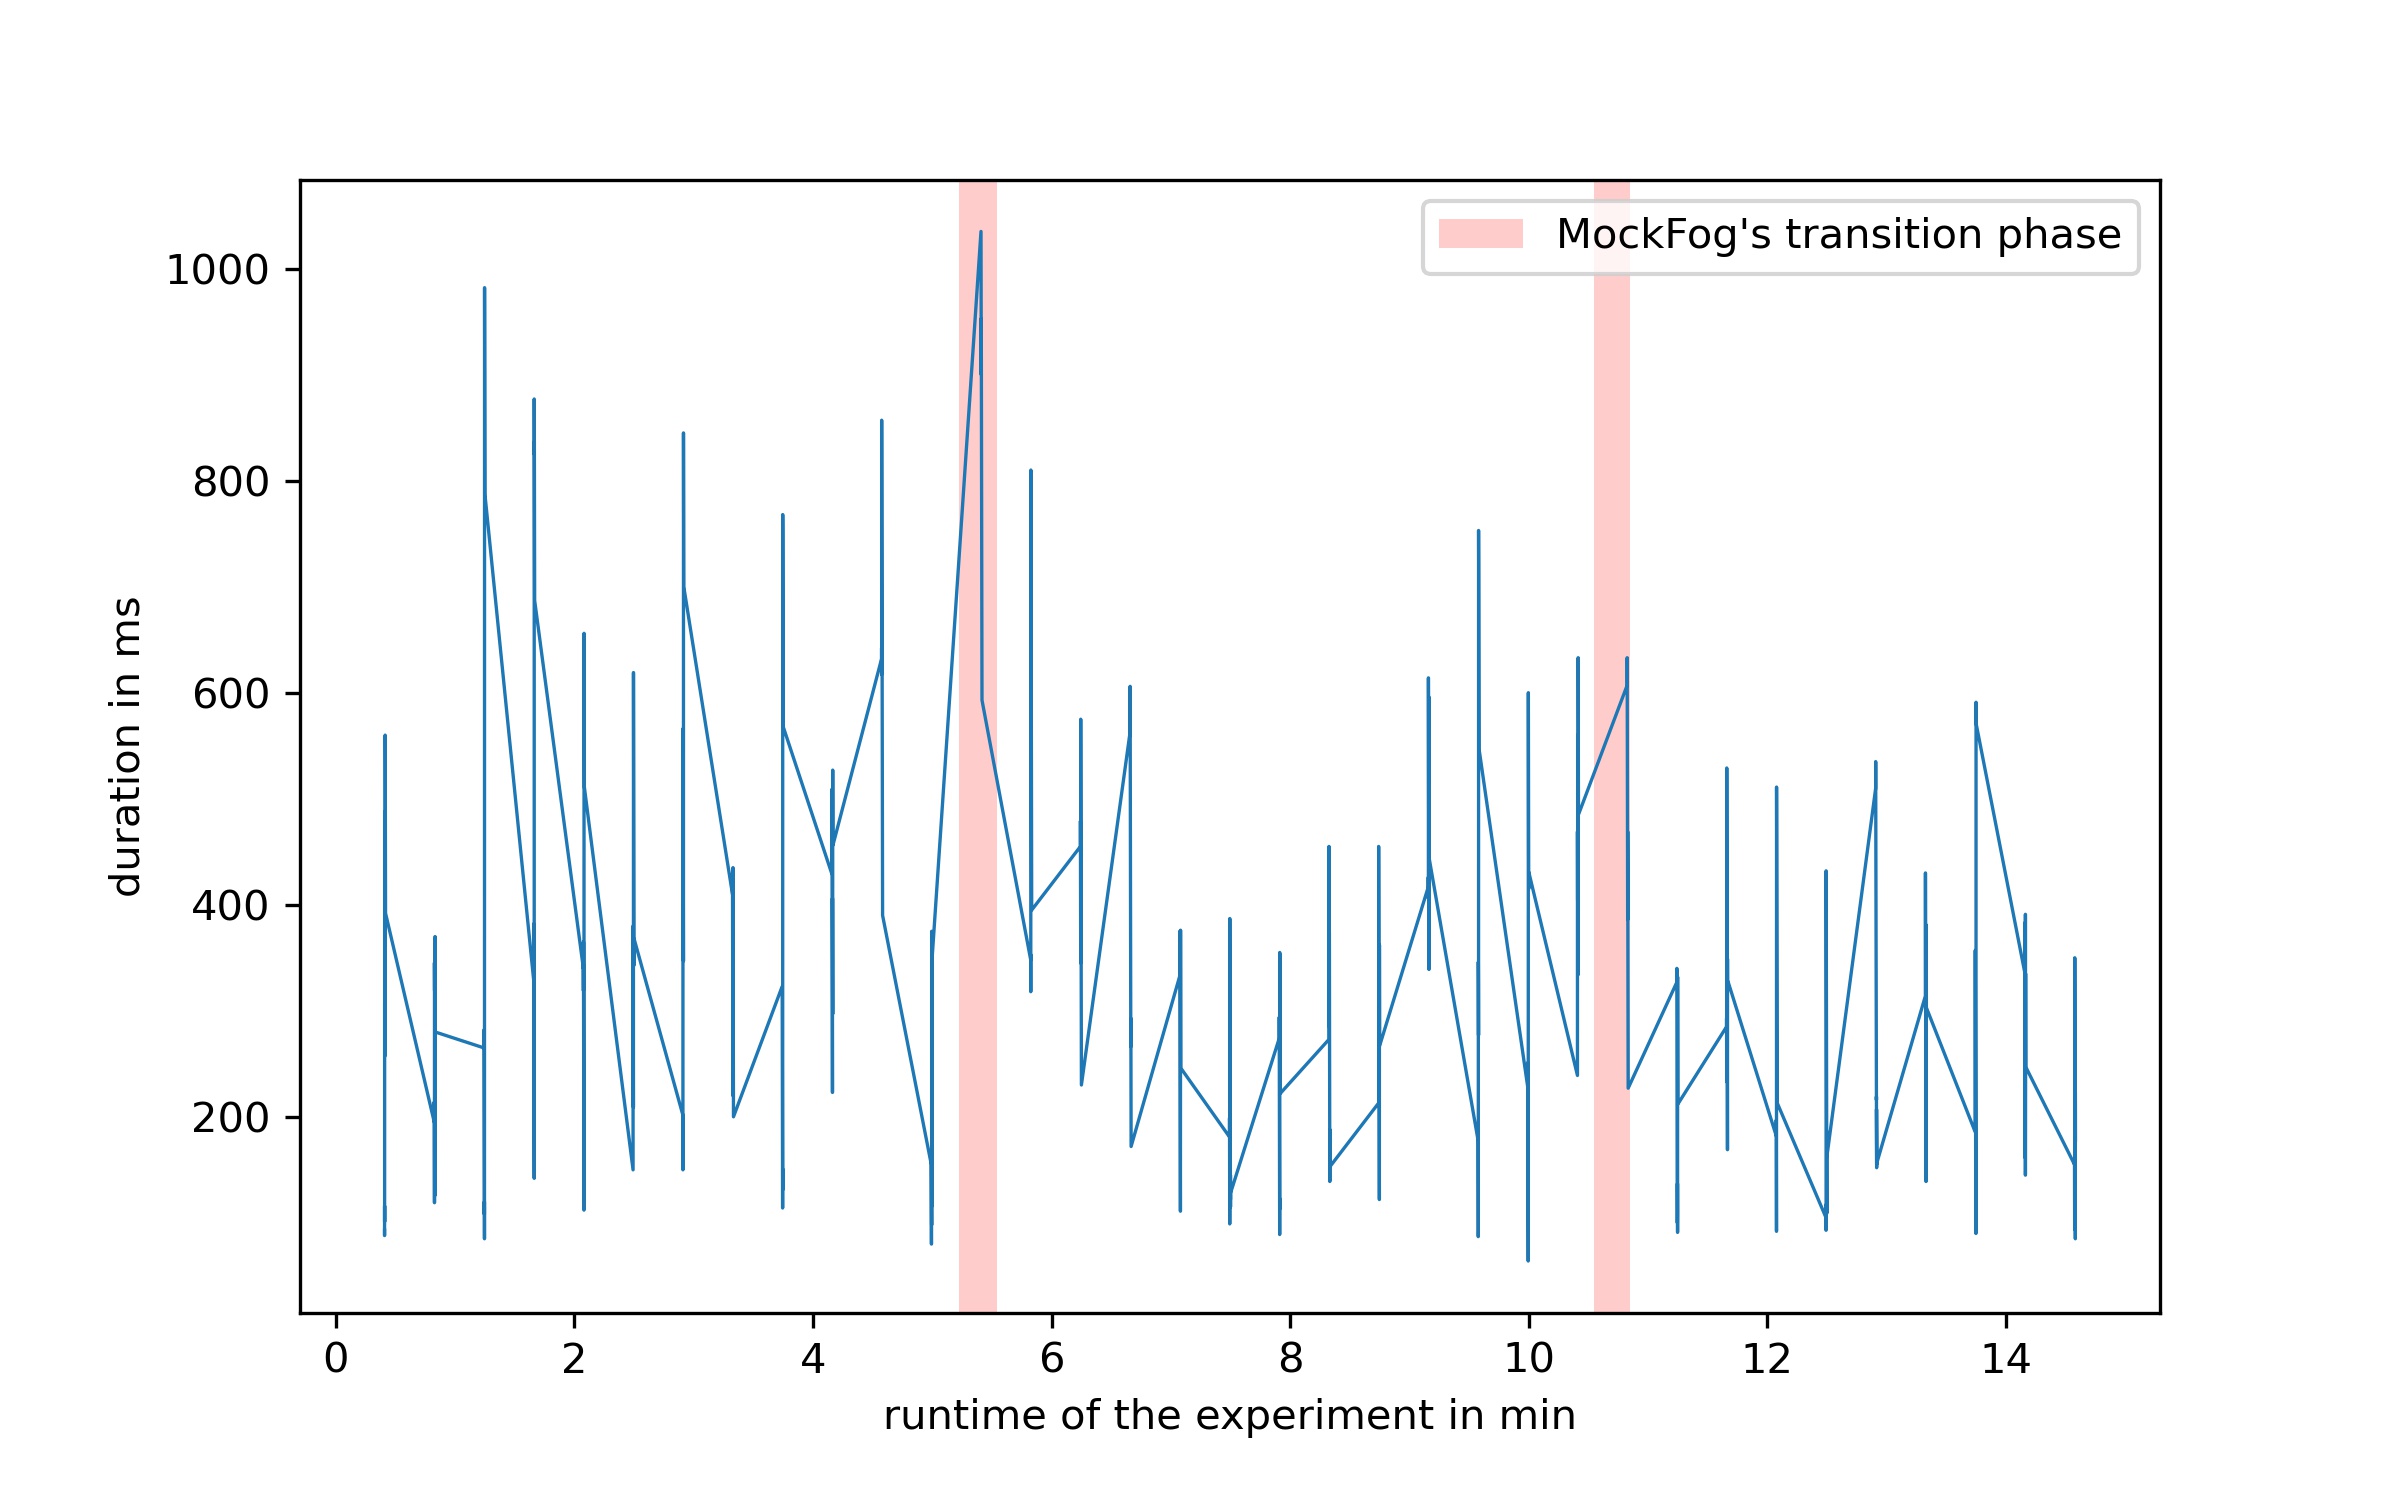 MockFog's transition phase
1000
800
600
400
200
duration in ms
0 2 4 6 8 10 12 14
runtime of the experiment in min